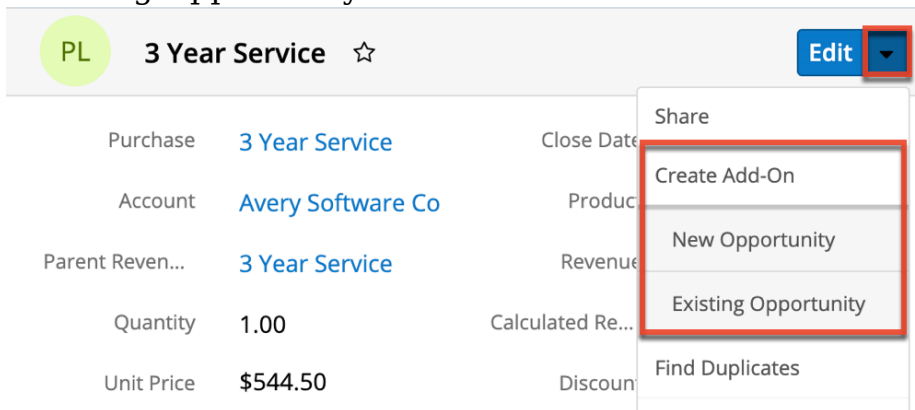 PL 3 Year Service Edit
Share
Purchase 3 Year Service Close Date
Create Add-On
Account Avery Software Co Produc
New Opportunity
Parent Reven... 3 Year Service Revenue
Existing Opportunity
Quantity 1.00 Calculated Re...
Find Duplicates
Unit Price $544.50 Discoun